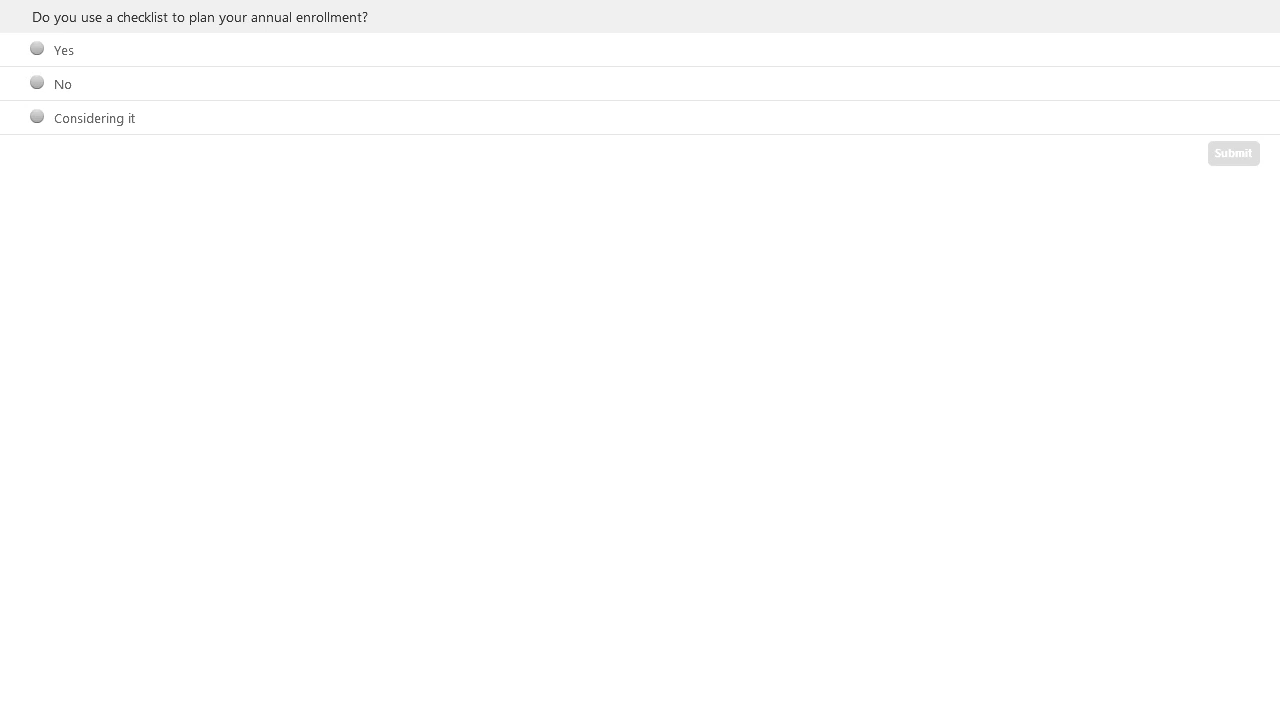 Do you use a checklist to plan your annual enrollment?
Yes
No
Considering it
Submit